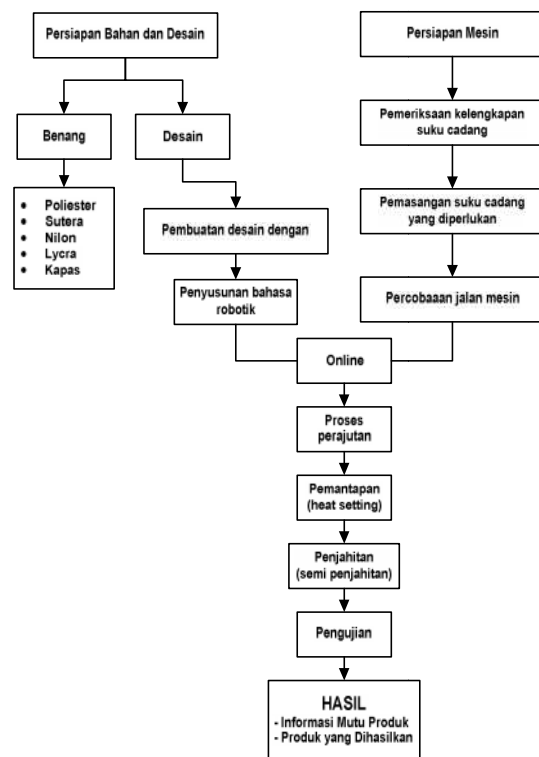 Persiapan Bahan dan Desain
Persiapan Mesin
Benang
Desain
Pemeriksaan kelengkapan
suku cadang
• Poliester
• Sutera
• Nilon
• Lycra
• Kapas
Pembuatan desain dengan
Pemasangan suku cadang
yang diperlukan
Penyusunan bahasa
robotik
Percobaaan jalan mesin
Online
Proses
perajutan
Pemantapan
(heat setting)
Penjahitan
(semi penjahitan)
Pengujian
HASIL
- Informasi Mutu Produk
- Produk yang Dihasilkan